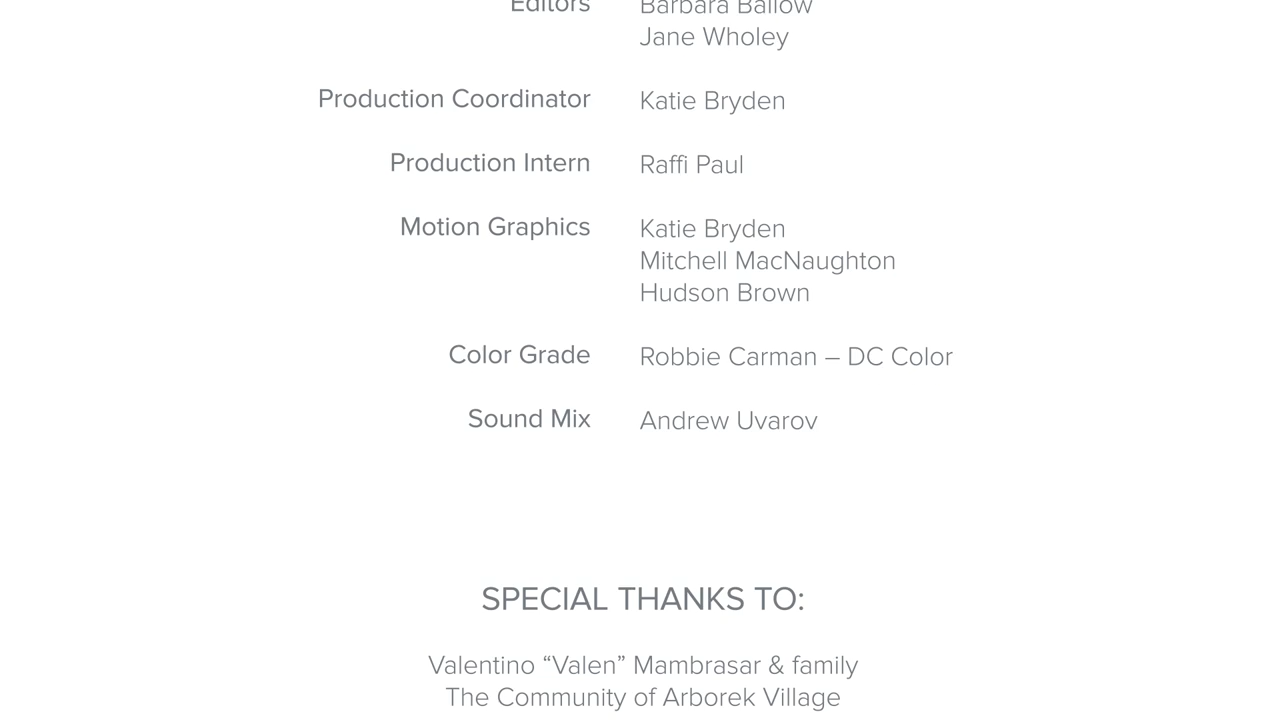 Editors Barbara Ballow
Jane Wholey
Production Coordinator Katie Bryden
Production Intern Raffi Paul
Motion Graphics Katie Bryden
Mitchell MacNaughton
Hudson Brown
Color Grade Robbie Carman – DC Color
Sound Mix Andrew Uvarov
SPECIAL THANKS TO:
Valentino “Valen” Mambrasar & family
The Community of Arborek Village